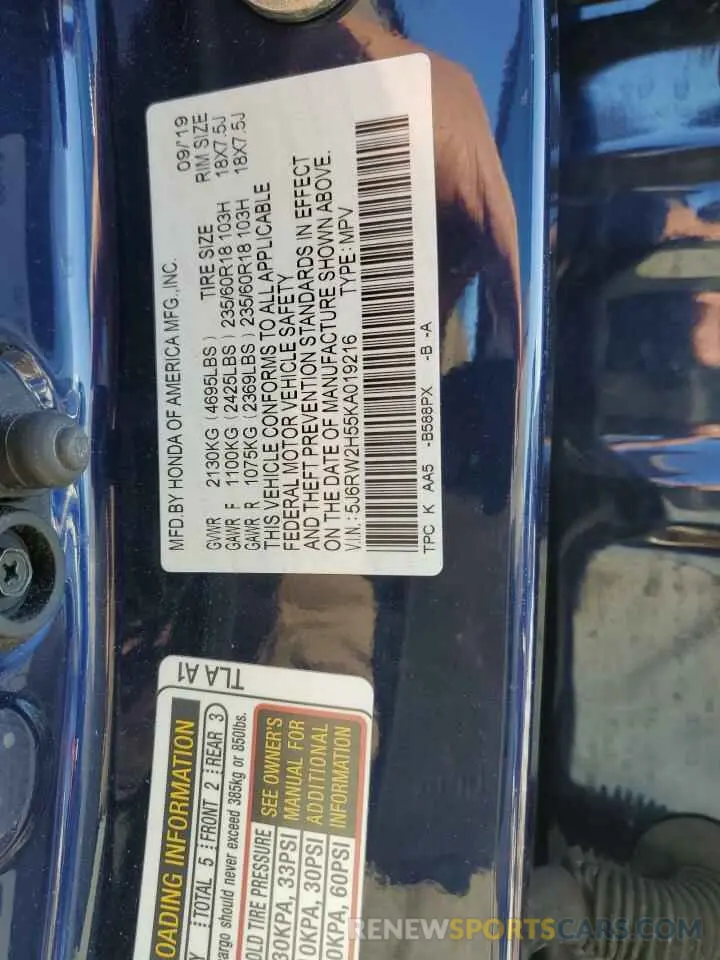 MFD.BY HONDA OF AMERICA MFG.,INC. 09/'19
GVWR 2130KG (4695LBS) TIRE SIZE RIM SIZE
GAWR F 1100KG (2425LBS) 235/60R18 103H 18X7.5J
GAWR R 1075KG (2369LBS) 235/60R18 103H 18X7.5J
THIS VEHICLE CONFORMS TO ALL APPLICABLE
FEDERAL MOTOR VEHICLE SAFETY
AND THEFT PREVENTION STANDARDS IN EFFECT
ON THE DATE OF MANUFACTURE SHOWN ABOVE.
V.I.N.:5J6RW2H55KA019216 TYPE:MPV
TPC K AA5 -B588PX -B -A
TLA A1
OADING INFORMATION
Y TOTAL 5 FRONT 2 REAR 3
argo should never exceed 385kg or 850lbs.
OLD TIRE PRESSURE
30KPA, 33PSI
0KPA, 30PSI
0KPA, 60PSI
SEE OWNER'S
MANUAL FOR
ADDITIONAL
INFORMATION
RENEWSPORTSCARS.COM